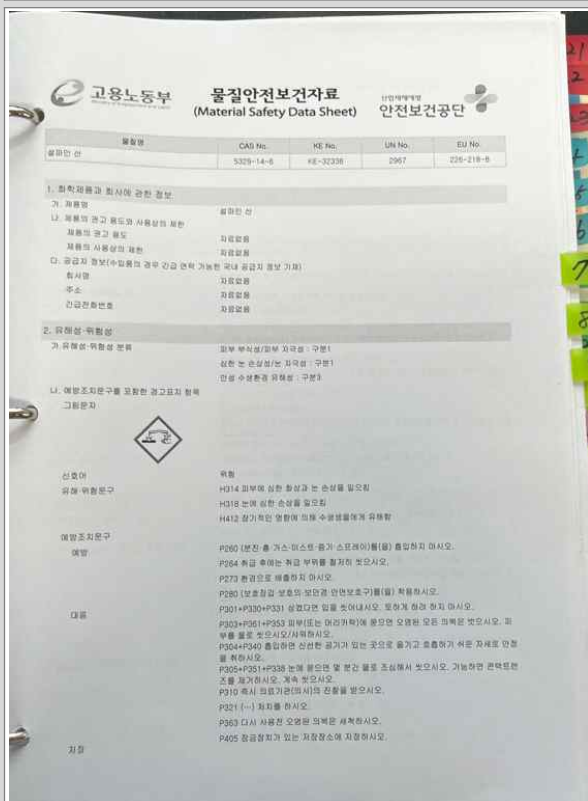 고용노동부
물질안전보건자료
(Material Safety Data Sheet)
산업재해예방
안전보건공단
물질명 CAS No. KE No. UN No. EU No.
설파민 산 5329-14-6 KE-32336 2967 226-218-8
1. 화학제품과 회사에 관한 정보
가. 제품명 설파민 산
나. 제품의 권고 용도와 사용상의 제한
제품의 권고 용도 자료없음
제품의 사용상의 제한 자료없음
다. 공급자 정보(수입품의 경우 긴급 연락 가능한 국내 공급자 정보 기재)
회사명 자료없음
주소 자료없음
긴급전화번호 자료없음
2. 유해성·위험성
가.유해성·위험성 분류 피부 부식성/피부 자극성 : 구분1
심한 눈 손상성/눈 자극성 : 구분1
만성 수생환경 유해성 : 구분3
나. 예방조치문구를 포함한 경고표지 항목
그림문자
신호어 위험
유해·위험문구 H314 피부에 심한 화상과 눈 손상을 일으킴
H318 눈에 심한 손상을 일으킴
H412 장기적인 영향에 의해 수생생물에게 유해함
예방조치문구
예방 P260 (분진·흄·가스·미스트·증기·스프레이)를(을) 흡입하지 마시오.
P264 취급 후에는 취급 부위를 철저히 씻으시오.
P273 환경으로 배출하지 마시오.
P280 (보호장갑·보호의·보안경·안면보호구)를(을) 착용하시오.
대응 P301+P330+P331 삼켰다면 입을 씻어내시오. 토하게 하려 하지 마시오.
P303+P361+P353 피부(또는 머리카락)에 묻으면 오염된 모든 의복은 벗으시오. 피
부를 물로 씻으시오/샤워하시오.
P304+P340 흡입하면 신선한 공기가 있는 곳으로 옮기고 호흡하기 쉬운 자세로 안정
을 취하시오.
P305+P351+P338 눈에 묻으면 몇 분간 물로 조심해서 씻으시오. 가능하면 콘택트렌
즈를 제거하시오. 계속 씻으시오.
P310 즉시 의료기관(의사)의 진찰을 받으시오.
P321 (…) 처치를 하시오.
P363 다시 사용전 오염된 의복은 세척하시오.
저장 P405 잠금장치가 있는 저장장소에 저장하시오.
21
2
6
7
8